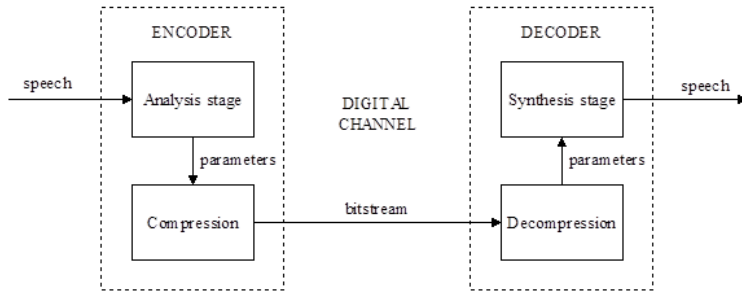 ENCODER
DECODER
speech
Analysis stage
DIGITAL
CHANNEL
Synthesis stage
speech
parameters
parameters
Compression
bitstream
Decompression